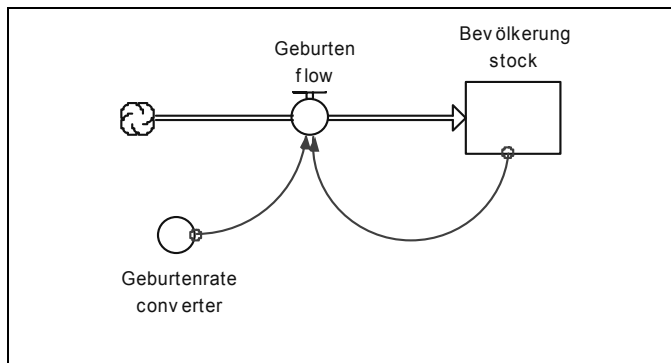 Geburten
flow
Bevölkerung
stock
Geburtenrate
converter